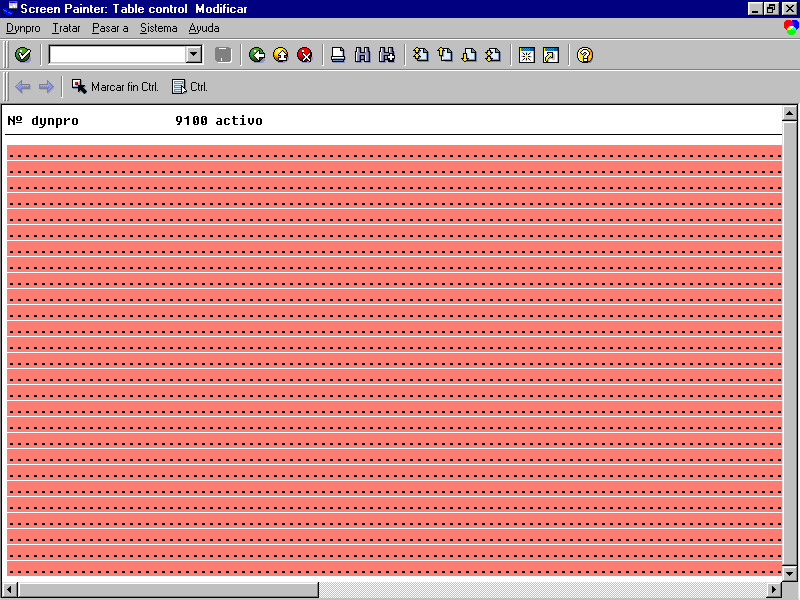 Screen Painter: Table control  Modificar
Dynpro Tratar Pasar a Sistema Ayuda
Marcar fin Ctrl. Ctrl.
Nº dynpro 9100 activo